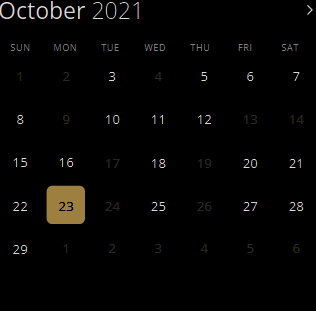 October 2021
SUN MON TUE WED THU FRI SAT
1 2 3 4 5 6 7
8 9 10 11 12 13 14
15 16 17 18 19 20 21
22 23 24 25 26 27 28
29 1 2 3 4 5 6